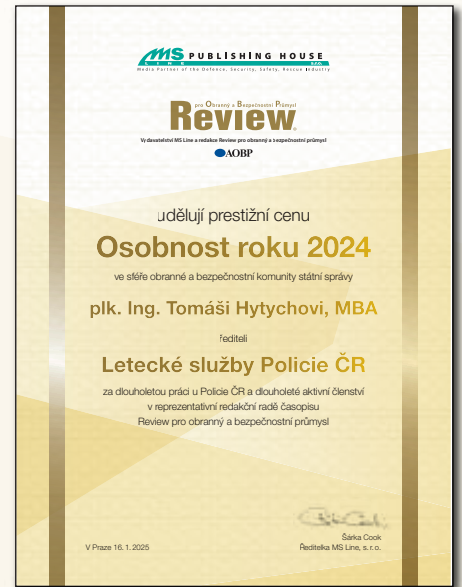 MS PUBLISHING HOUSE
LINE s.r.o.
Media Partner of the Defence, Security, Safety, Rescue Industry
pro Obranný a Bezpečnostní Průmysl
Review
Vydavatelství MS Line a redakce Review pro obranný a bezpečnostní průmysl
AOBP
udělují prestižní cenu
Osobnost roku 2024
ve sféře obranné a bezpečnostní komunity státní správy
plk. Ing. Tomáši Hytychovi, MBA
řediteli
Letecké služby Policie ČR
za dlouholetou práci u Policie ČR a dlouholeté aktivní členství
v reprezentativní redakční radě časopisu
Review pro obranný a bezpečnostní průmysl
Šárka Cook
V Praze 16. 1. 2025 Ředitelka MS Line, s. r. o.